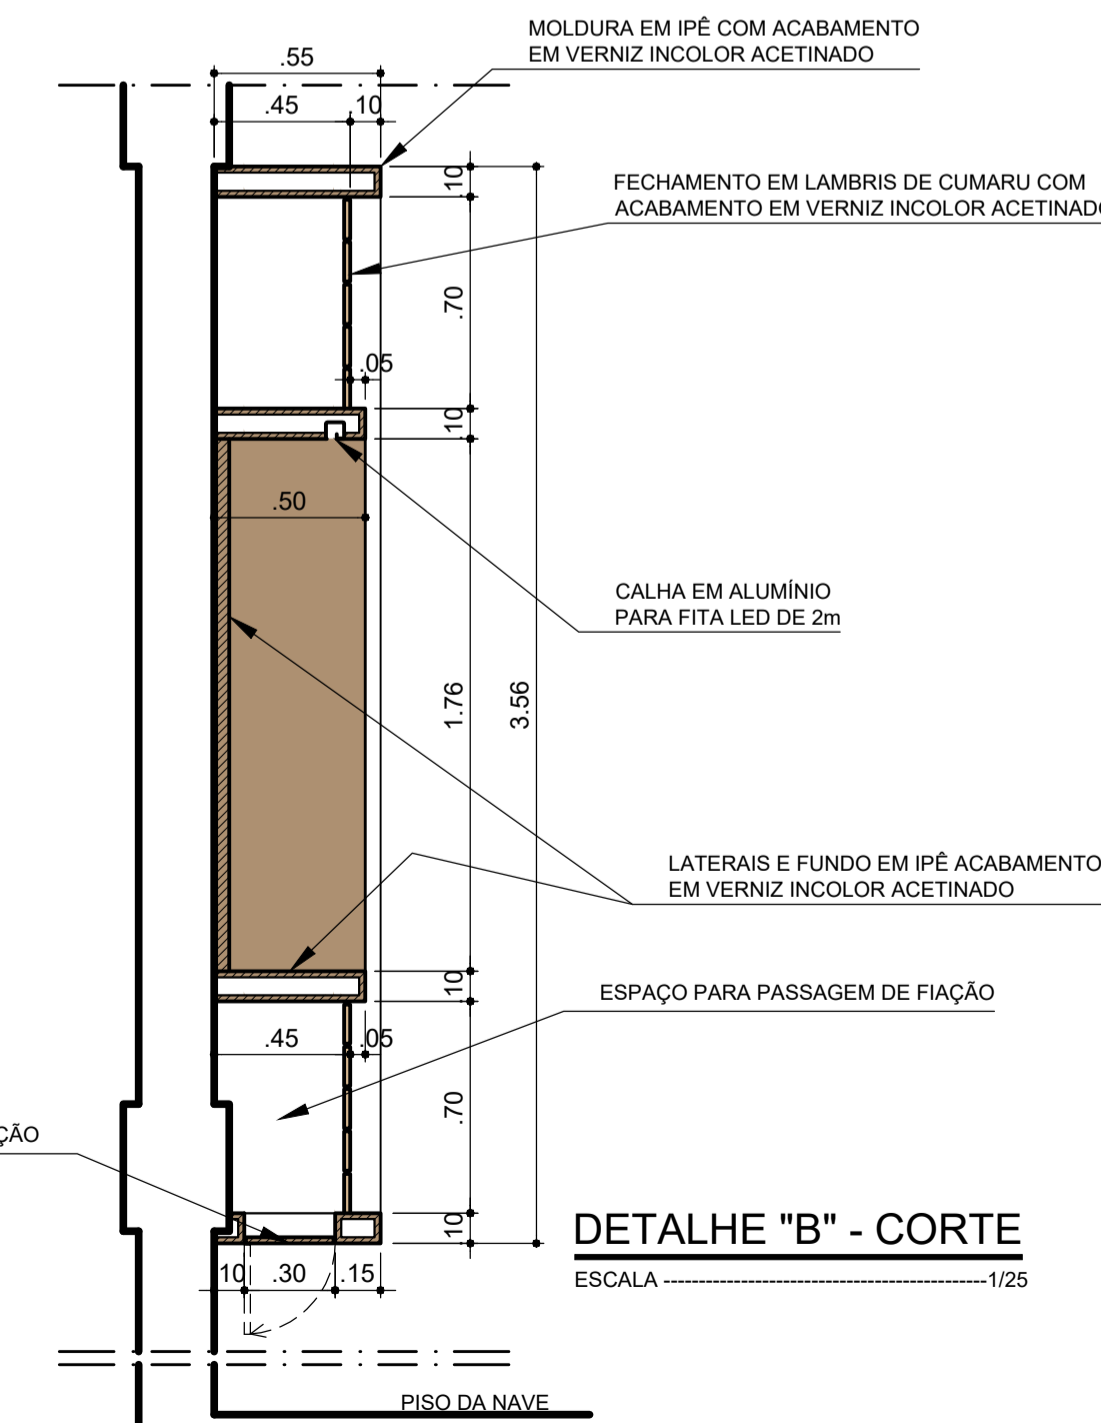 MOLDURA EM IPÊ COM ACABAMENTO
EM VERNIZ INCOLOR ACETINADO
.55
.45
.10
.10
FECHAMENTO EM LAMBRIS DE CUMARU COM
ACABAMENTO EM VERNIZ INCOLOR ACETINADO
.70
.05
.10
.50
CALHA EM ALUMÍNIO
PARA FITA LED DE 2m
1.76
3.56
LATERAIS E FUNDO EM IPÊ ACABAMENTO
EM VERNIZ INCOLOR ACETINADO
.10
ESPAÇO PARA PASSAGEM DE FIAÇÃO
.45
.05
.70
ÇÃO
.10
DETALHE "B" - CORTE
ESCALA ----------------------------------------------1/25
10
.30
.15
PISO DA NAVE